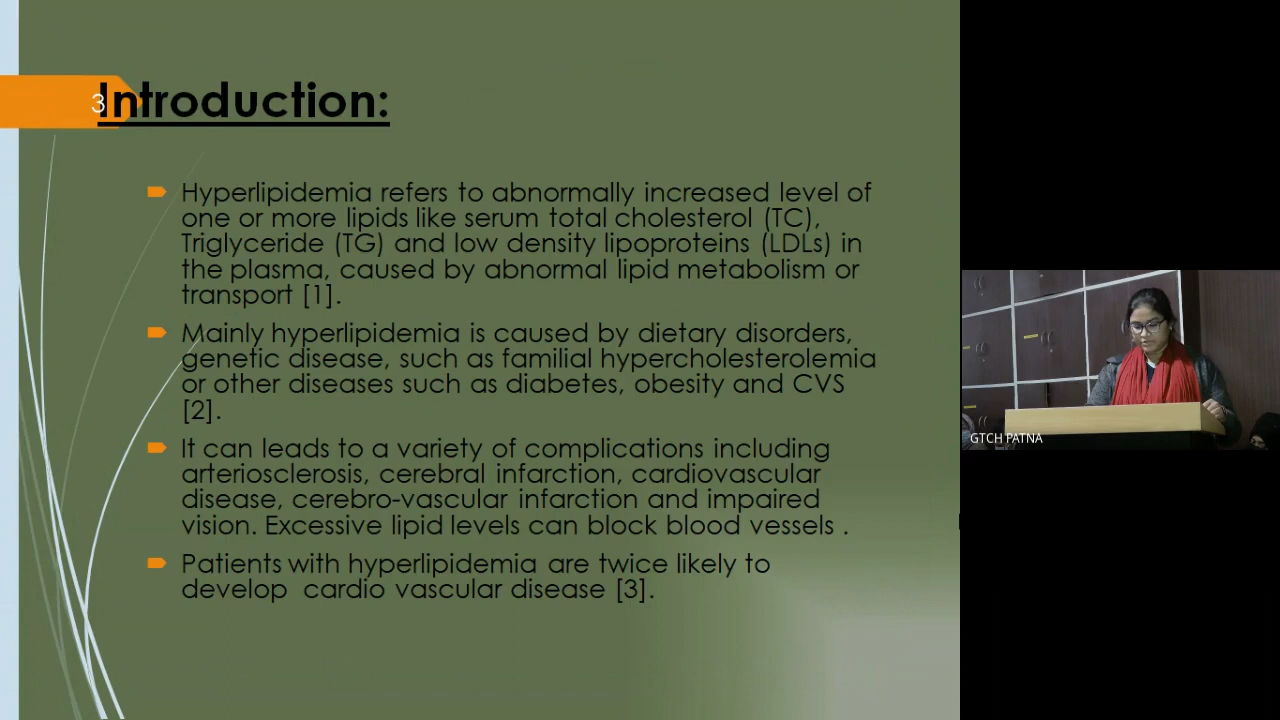 3
Introduction:
Hyperlipidemia refers to abnormally increased level of
one or more lipids like serum total cholesterol (TC),
Triglyceride (TG) and low density lipoproteins (LDLs) in
the plasma, caused by abnormal lipid metabolism or
transport [1].
Mainly hyperlipidemia is caused by dietary disorders,
genetic disease, such as familial hypercholesterolemia
or other diseases such as diabetes, obesity and CVS
[2].
It can leads to a variety of complications including
arteriosclerosis, cerebral infarction, cardiovascular
disease, cerebro-vascular infarction and impaired
vision. Excessive lipid levels can block blood vessels .
Patients with hyperlipidemia are twice likely to
develop cardio vascular disease [3].
GTCH PATNA